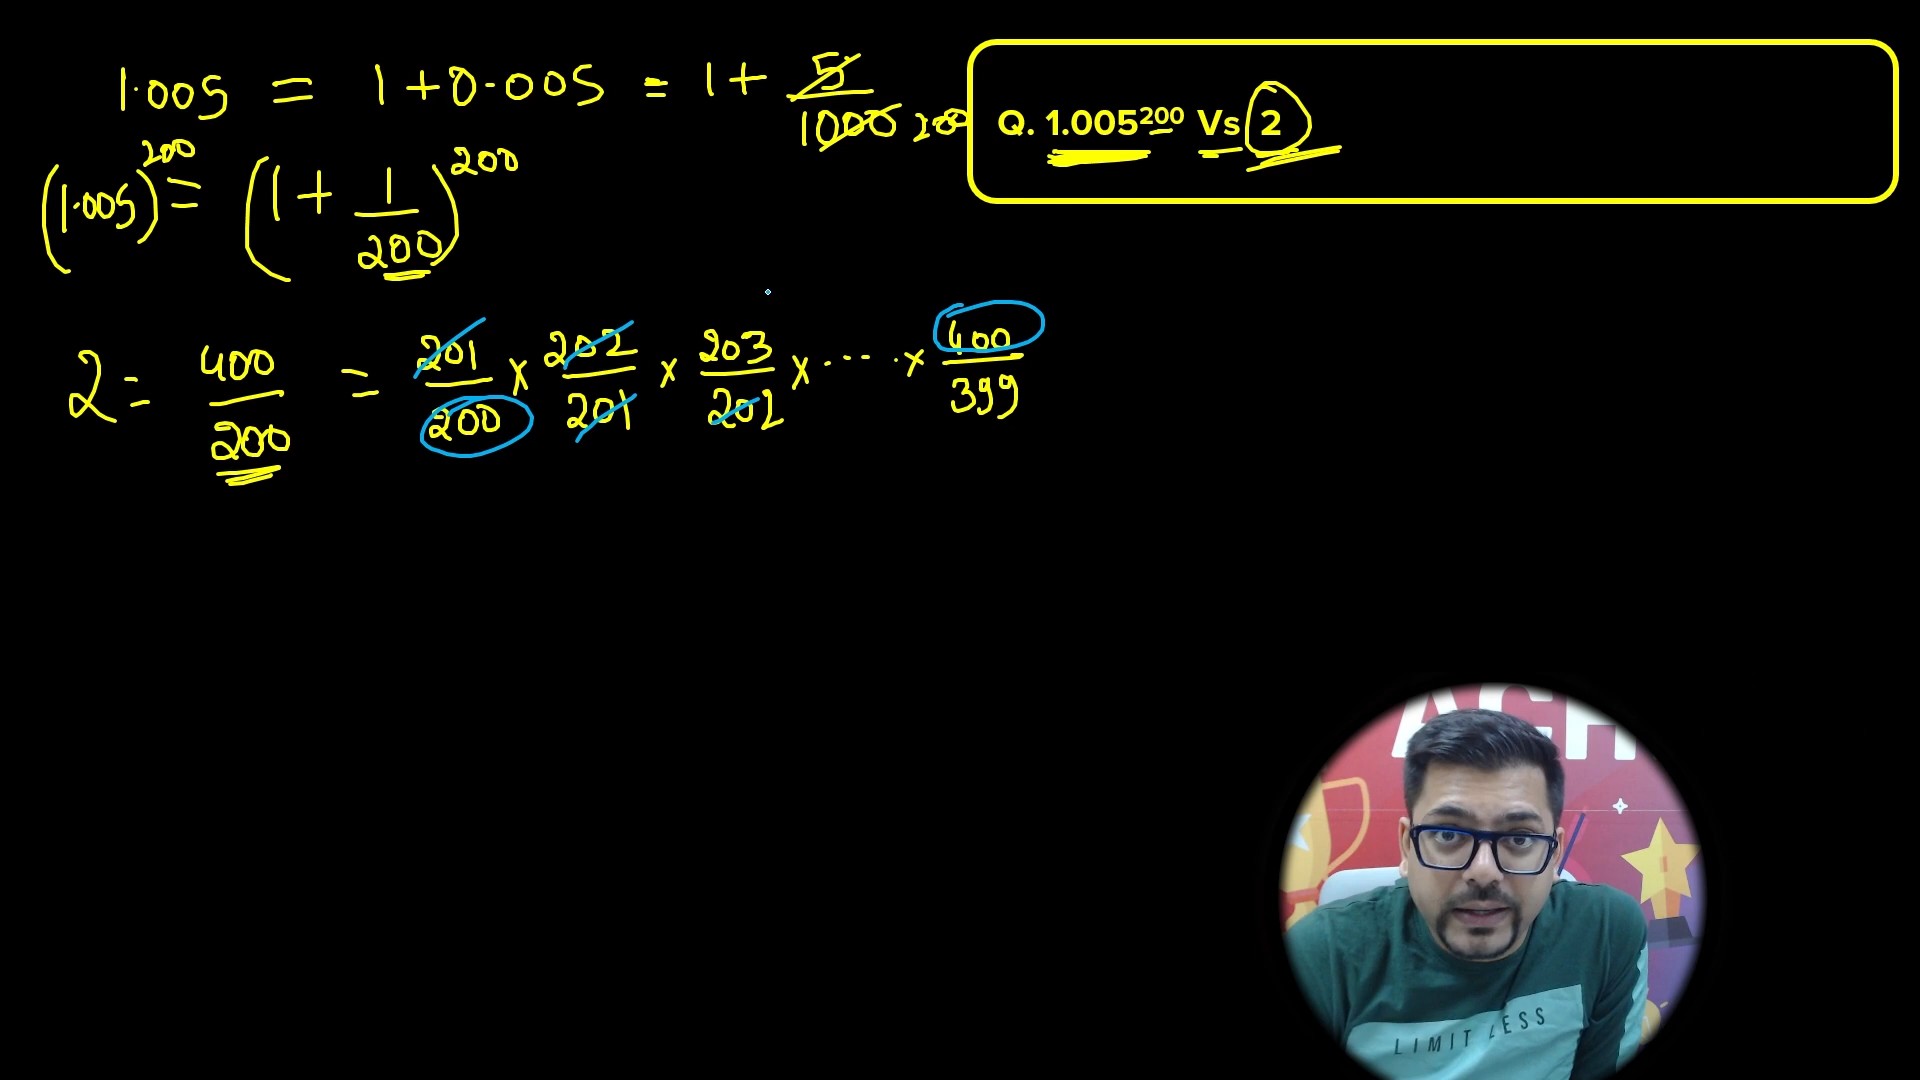 1.005 = 1 + 0.005 = 1 + 5/1000 200
Q. 1.005²⁰⁰ Vs 2
(1.005)²⁰⁰ = (1 + 1/200)²⁰⁰
2 = 400/200 = 201/200 × 202/201 × 203/202 × ..... × 400/399
ACH
LIMIT LESS